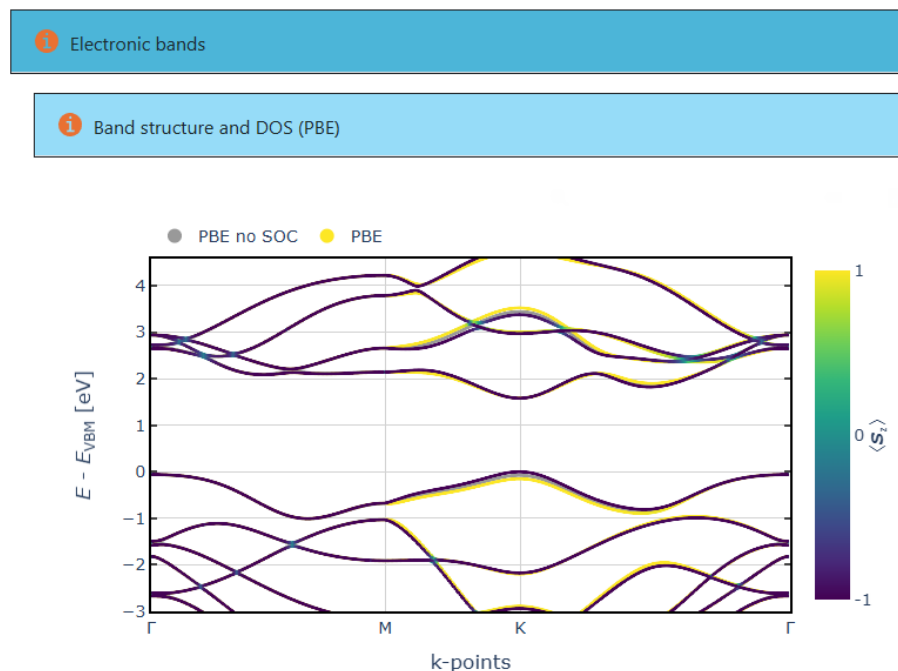 Electronic bands
Band structure and DOS (PBE)
PBE no SOC PBE
4
3
2
1
0
−1
−2
−3
E - E_VBM [eV]
Γ M K Γ
k-points
1
0
-1
⟨S_z⟩